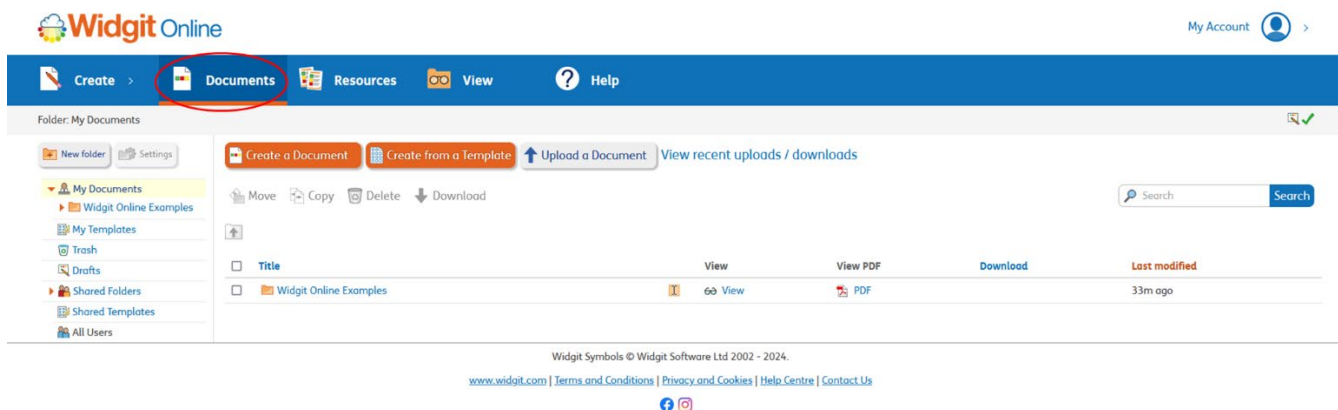 Widgit Online
My Account >
Create >
Documents
Resources
View
? Help
Folder: My Documents
New folder
Settings
Create a Document
Create from a Template
Upload a Document
View recent uploads / downloads
My Documents
Widgit Online Examples
My Templates
Trash
Drafts
Shared Folders
Shared Templates
All Users
Move
Copy
Delete
Download
Search
Search
Title
View
View PDF
Download
Last modified
Widgit Online Examples
View
PDF
33m ago
Widgit Symbols © Widgit Software Ltd 2002 - 2024.
www.widgit.com | Terms and Conditions | Privacy and Cookies | Help Centre | Contact Us